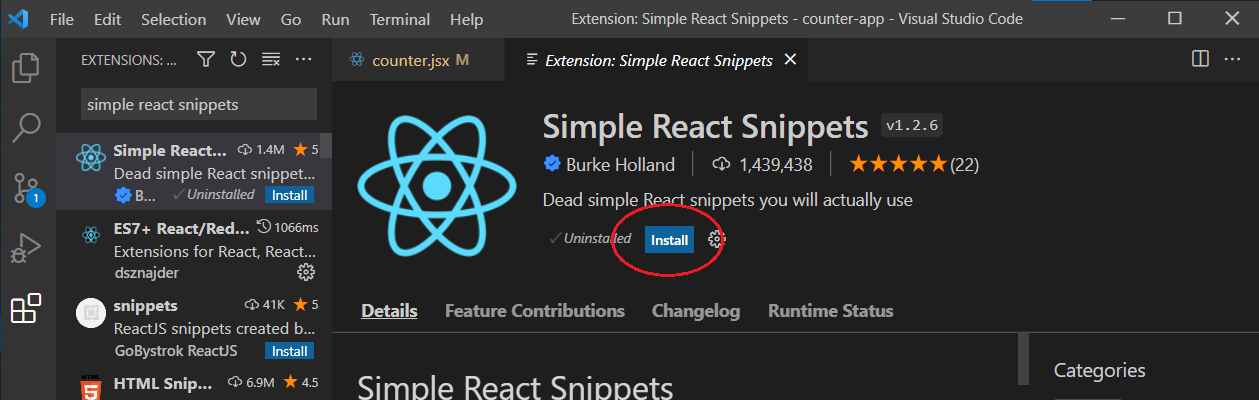 File Edit Selection View Go Run Terminal Help Extension: Simple React Snippets - counter-app - Visual Studio Code
EXTENSIONS: ...
simple react snippets
Simple React... 1.4M 5
Dead simple React snippet...
B... Uninstalled Install
ES7+ React/Red... 1066ms
Extensions for React, React...
dsznajder
snippets 41K 5
ReactJS snippets created b...
GoBystrok ReactJS Install
HTML Snip... 6.9M 4.5
1
counter.jsx M
Extension: Simple React Snippets
Simple React Snippets v1.2.6
Burke Holland 1,439,438 (22)
Dead simple React snippets you will actually use
Uninstalled Install
Details Feature Contributions Changelog Runtime Status
Simple React Snippets
Categories